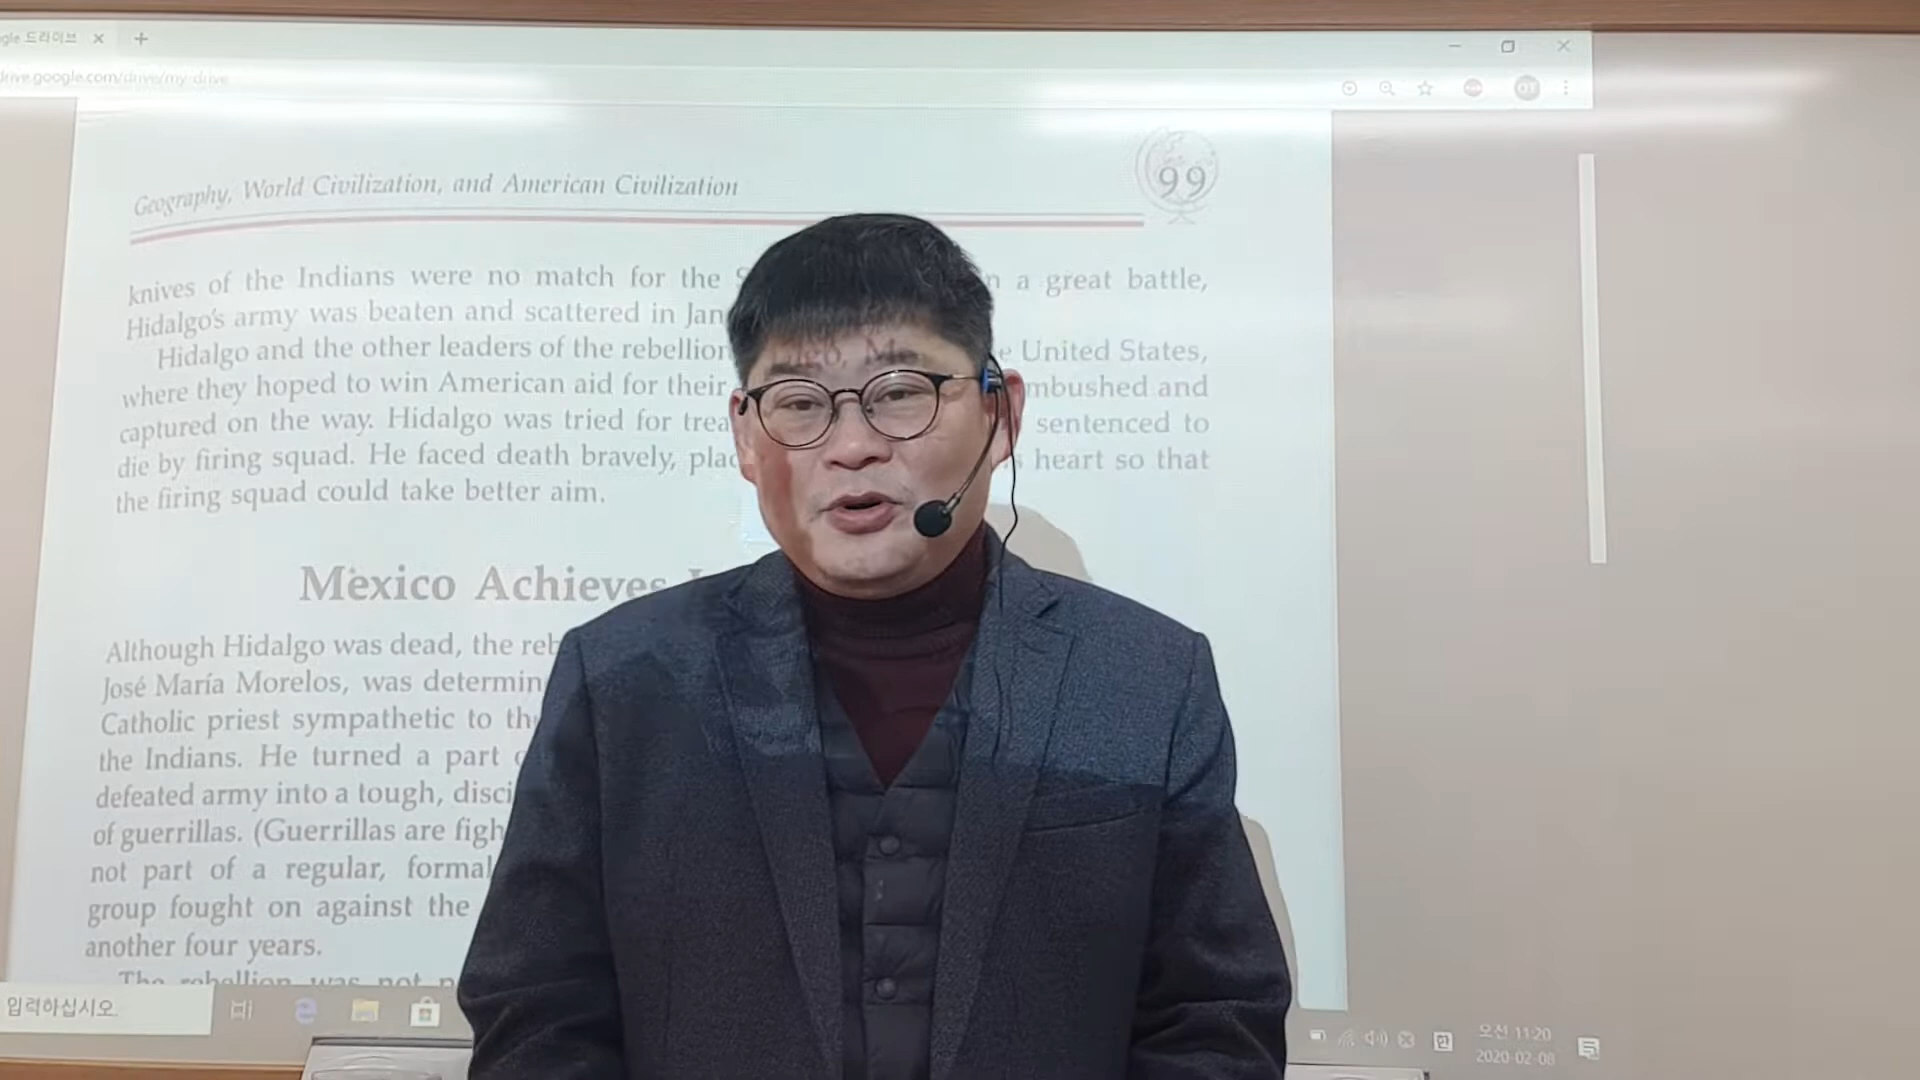 gle 드라이브
drive.google.com/drive/my-drive
Geography, World Civilization, and American Civilization
99
knives of the Indians were no match for the a great battle,
Hidalgo's army was beaten and scattered in Jan
Hidalgo and the other leaders of the rebellion United States,
where they hoped to win American aid for their mbushed and
captured on the way. Hidalgo was tried for trea sentenced to
die by firing squad. He faced death bravely, plac heart so that
the firing squad could take better aim.
Mexico Achieves
Although Hidalgo was dead, the reb
José María Morelos, was determin
Catholic priest sympathetic to the
the Indians. He turned a part
defeated army into a tough, disci
of guerrillas. (Guerrillas are figh
not part of a regular, formal
group fought on against the
another four years.
The rebellion was not
입력하십시오.
오전 11:20
2020-02-08